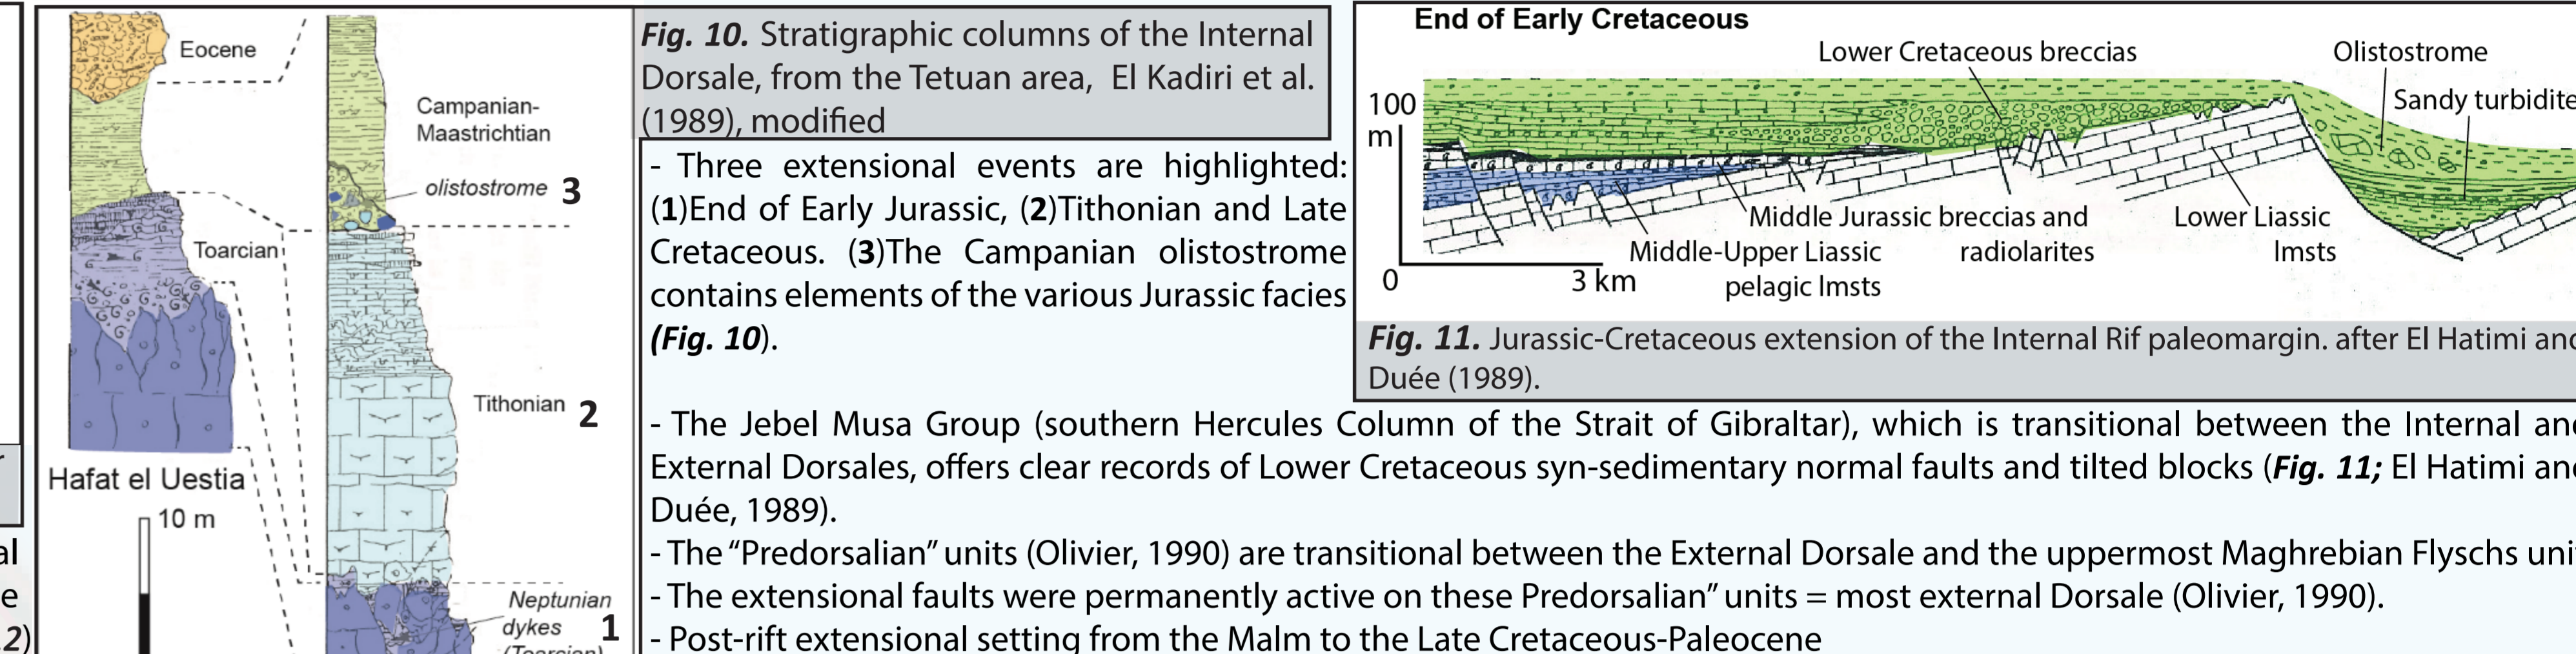 Eocene
Campanian-
Maastrichtian
olistostrome 3
Toarcian
Tithonian 2
Hafat el Uestia
10 m
Neptunian
dykes 1
(Toarcian)
al
e
2)
Fig. 10. Stratigraphic columns of the Internal
Dorsale, from the Tetuan area, El Kadiri et al.
(1989), modified
- Three extensional events are highlighted:
(1)End of Early Jurassic, (2)Tithonian and Late
Cretaceous. (3)The Campanian olistostrome
contains elements of the various Jurassic facies
(Fig. 10).
End of Early Cretaceous
Lower Cretaceous breccias
Olistostrome
Sandy turbidite
100
m
Middle Jurassic breccias and
radiolarites
Lower Liassic
lmsts
Middle-Upper Liassic
pelagic lmsts
0
3 km
Fig. 11. Jurassic-Cretaceous extension of the Internal Rif paleomargin. after El Hatimi and
Duée (1989).
- The Jebel Musa Group (southern Hercules Column of the Strait of Gibraltar), which is transitional between the Internal and
External Dorsales, offers clear records of Lower Cretaceous syn-sedimentary normal faults and tilted blocks (Fig. 11; El Hatimi and
Duée, 1989).
- The “Predorsalian” units (Olivier, 1990) are transitional between the External Dorsale and the uppermost Maghrebian Flyschs uni
- The extensional faults were permanently active on these Predorsalian” units = most external Dorsale (Olivier, 1990).
- Post-rift extensional setting from the Malm to the Late Cretaceous-Paleocene